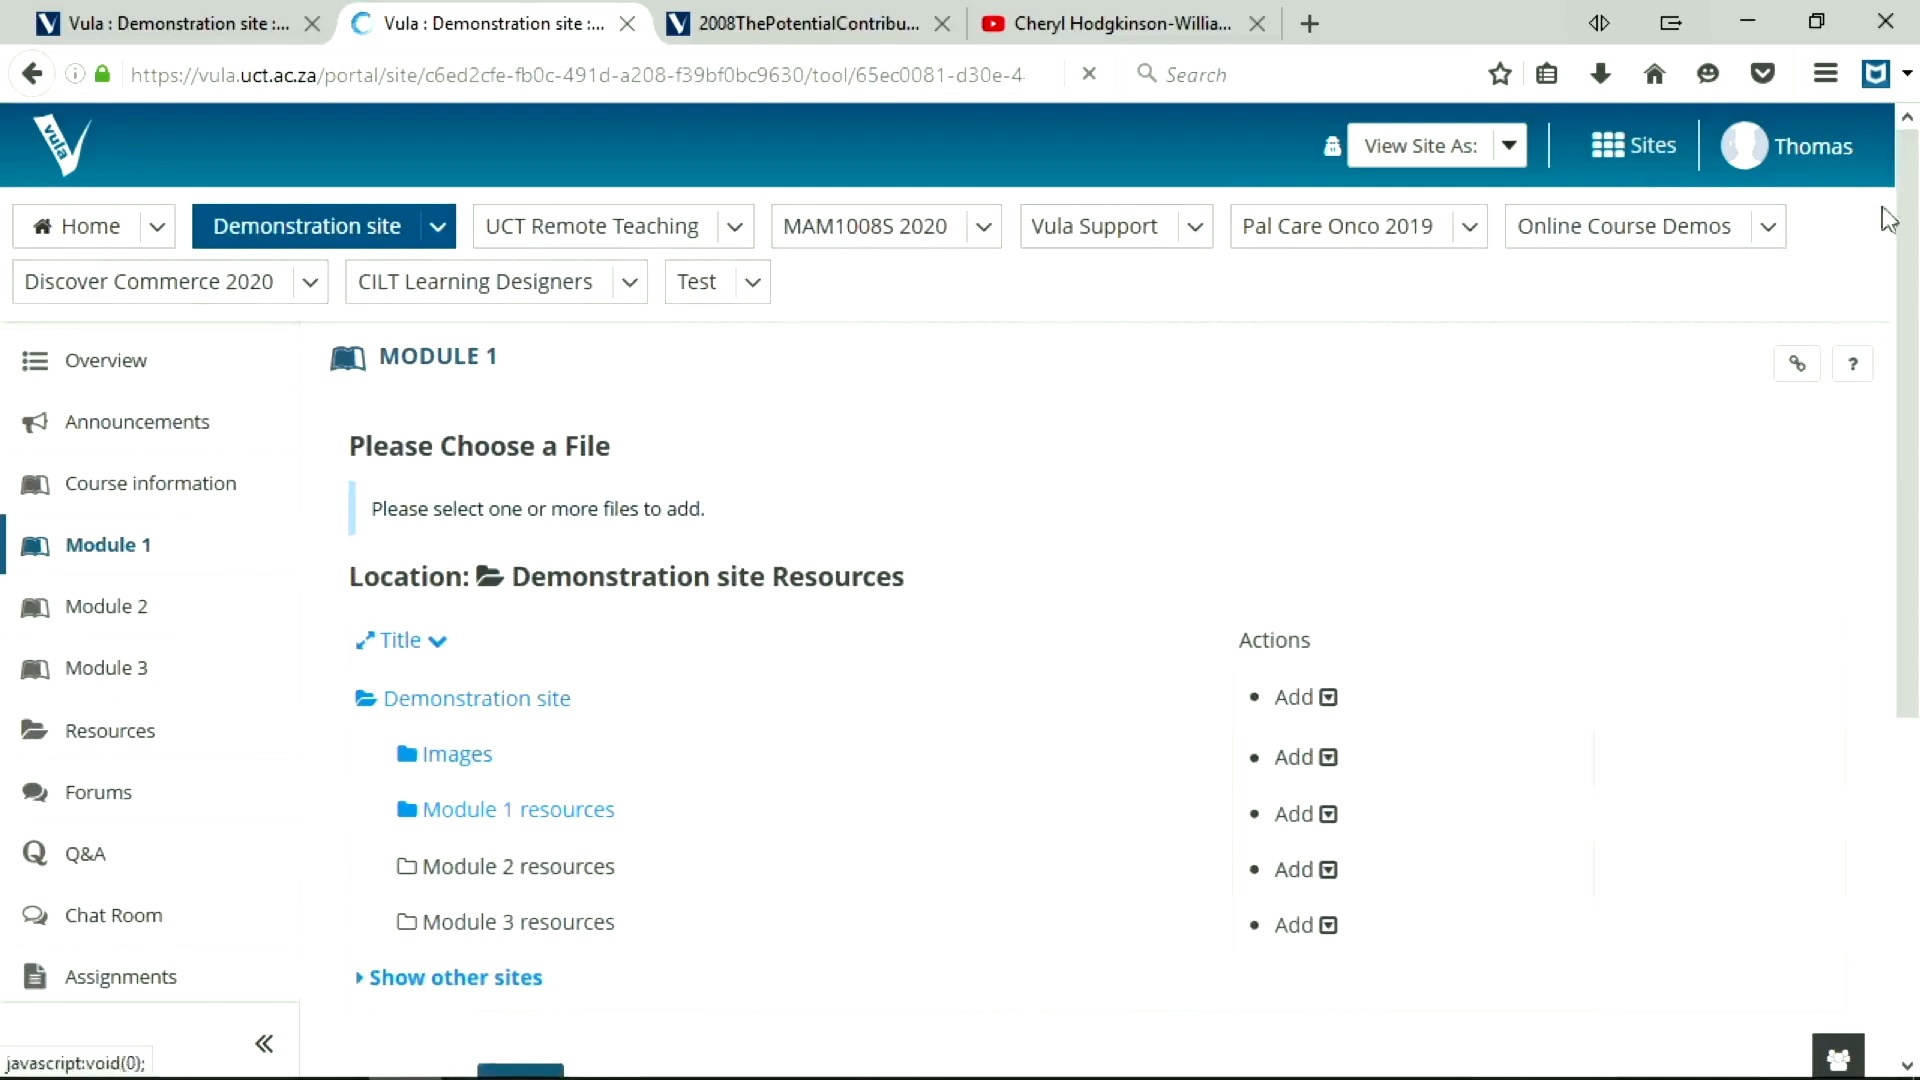 Vula : Demonstration site :...
Vula : Demonstration site :...
2008ThePotentialContribu...
Cheryl Hodgkinson-Willia...
https://vula.uct.ac.za/portal/site/c6ed2cfe-fb0c-491d-a208-f39bf0bc9630/tool/65ec0081-d30e-4
Search
vula
View Site As:
Sites
Thomas
Home
Demonstration site
UCT Remote Teaching
MAM1008S 2020
Vula Support
Pal Care Onco 2019
Online Course Demos
Discover Commerce 2020
CILT Learning Designers
Test
Overview
Announcements
Course information
Module 1
Module 2
Module 3
Resources
Forums
Q&A
Chat Room
Assignments
MODULE 1
?
Please Choose a File
Please select one or more files to add.
Location: Demonstration site Resources
Title
Actions
Demonstration site
Add
Images
Add
Module 1 resources
Add
Module 2 resources
Add
Module 3 resources
Add
Show other sites
javascript:void(0);